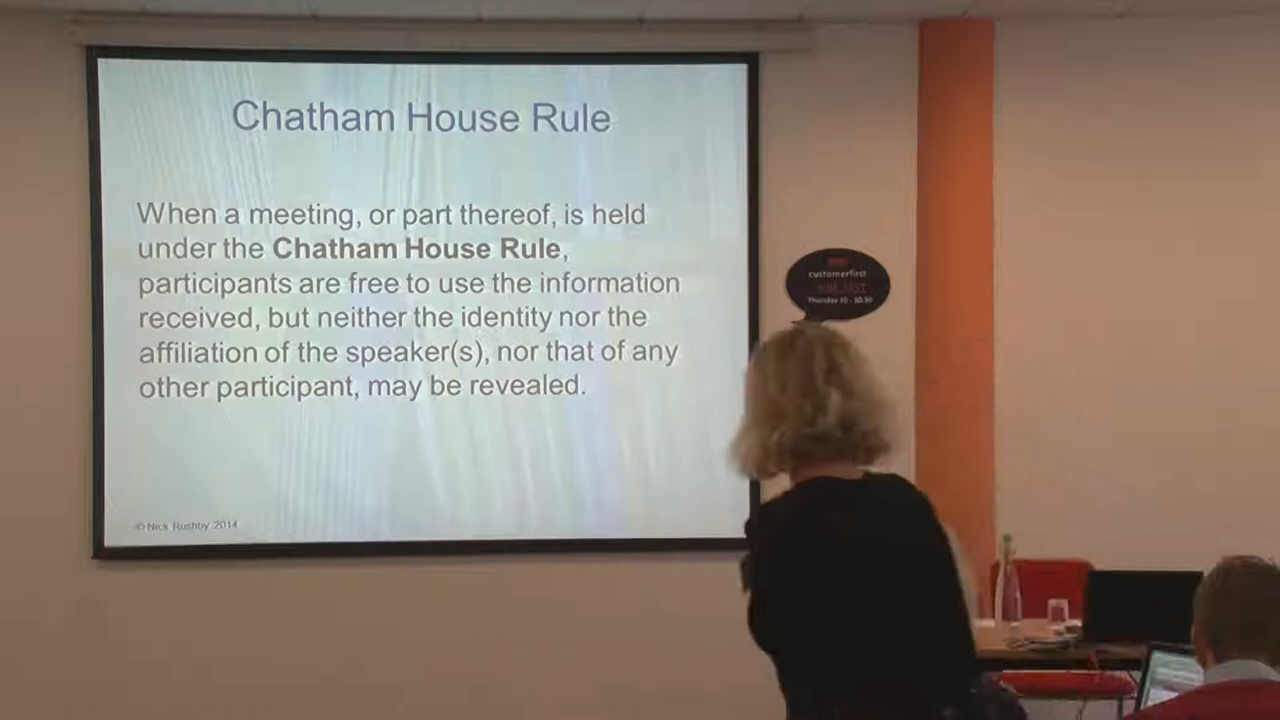 Chatham House Rule
When a meeting, or part thereof, is held
under the Chatham House Rule,
participants are free to use the information
received, but neither the identity nor the
affiliation of the speaker(s), nor that of any
other participant, may be revealed.
© Nick Rushby 2014
customerfirst
Thursday 10 - 10:30